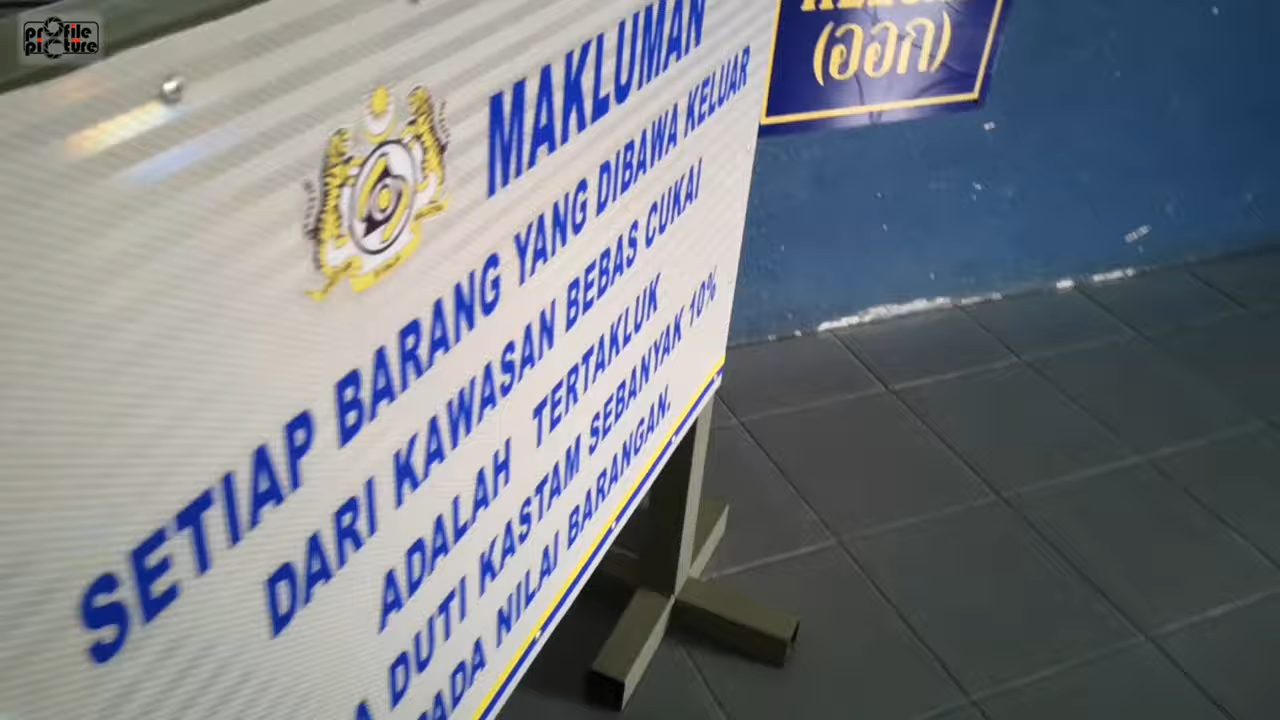 profile
picture
MAKLUMAN
SETIAP BARANG YANG DIBAWA KELUAR
DARI KAWASAN BEBAS CUKAI
ADALAH TERTAKLUK
DUTI KASTAM SEBANYAK 10%
NILAI BARANGAN.
(ออก)